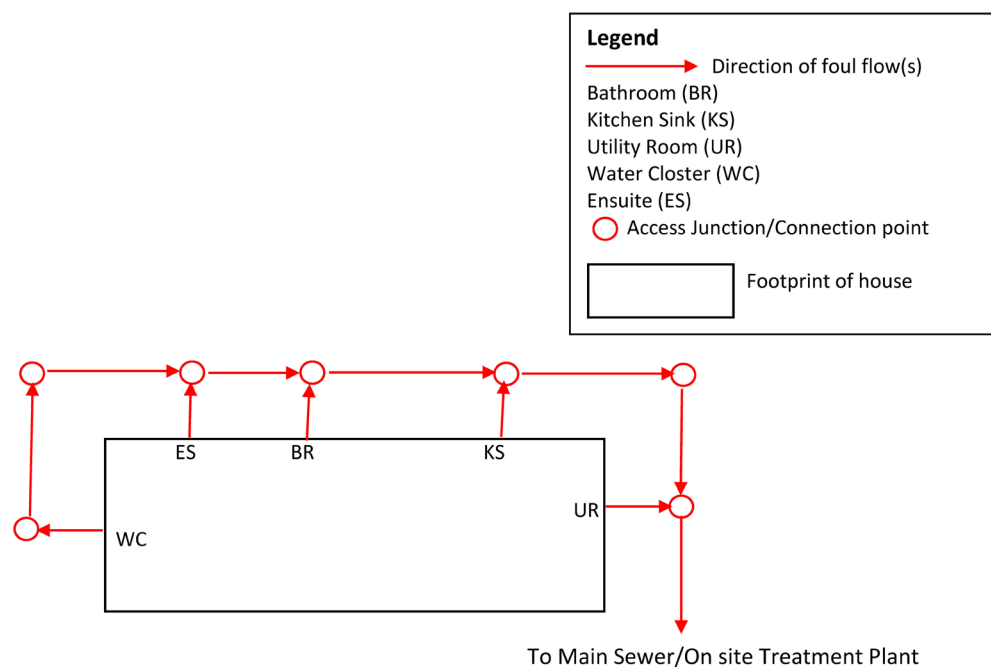 Legend
Direction of foul flow(s)
Bathroom (BR)
Kitchen Sink (KS)
Utility Room (UR)
Water Closter (WC)
Ensuite (ES)
Access Junction/Connection point
Footprint of house
ES
BR
KS
UR
WC
To Main Sewer/On site Treatment Plant